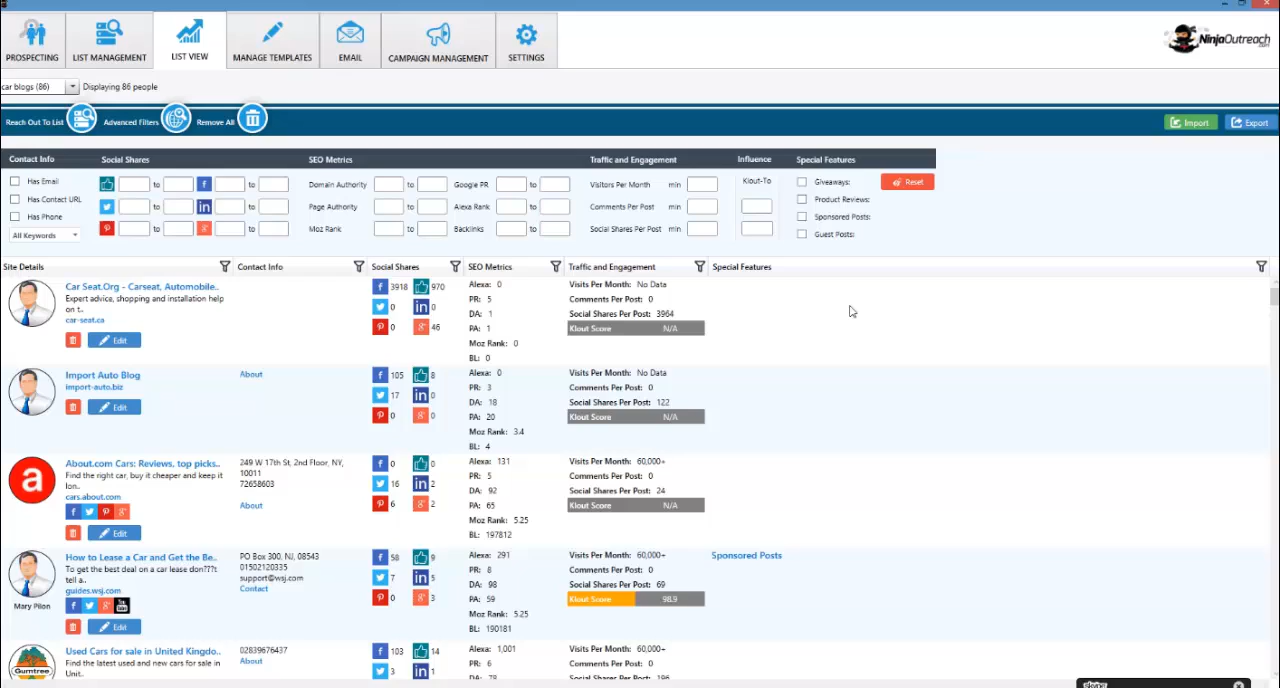 PROSPECTING
LIST MANAGEMENT
LIST VIEW
MANAGE TEMPLATES
EMAIL
CAMPAIGN MANAGEMENT
SETTINGS
NinjaOutreach
.com
car blogs (86)
Displaying 86 people
Reach Out To List
Advanced Filters
Remove All
Import
Export
Contact Info
Social Shares
SEO Metrics
Traffic and Engagement
Influence
Special Features
Has Email
to
f
to
Domain Authority
to
Google PR
to
Visitors Per Month min
Klout-To
Giveaways:
Reset
Has Contact URL
to
in
to
Page Authority
to
Alexa Rank
to
Comments Per Post min
Product Reviews:
Has Phone
to
to
Moz Rank
to
Backlinks
to
Social Shares Per Post min
Sponsored Posts:
All Keywords
Guest Posts:
Site Details
Contact Info
Social Shares
SEO Metrics
Traffic and Engagement
Special Features
Car Seat.Org - Carseat, Automobile..
Expert advice, shopping and installation help
on t..
car-seat.ca
Edit
f 3918 970
0 in 0
0 46
Alexa: 0
PR: 5
DA: 1
PA: 1
Moz Rank: 0
BL: 0
Visits Per Month: No Data
Comments Per Post: 0
Social Shares Per Post: 3964
Klout Score N/A
Import Auto Blog
import-auto.biz
Edit
About
f 105 8
17 in 0
0 0
Alexa: 0
PR: 3
DA: 18
PA: 20
Moz Rank: 3.4
BL: 4
Visits Per Month: No Data
Comments Per Post: 0
Social Shares Per Post: 122
Klout Score N/A
a
About.com Cars: Reviews, top picks..
Find the right car, buy it cheaper and keep it
lon..
cars.about.com
f
Edit
249 W 17th St, 2nd Floor, NY,
10011
72658603
About
f 0 0
16 in 2
6 2
Alexa: 131
PR: 5
DA: 92
PA: 65
Moz Rank: 5.25
BL: 197812
Visits Per Month: 60,000+
Comments Per Post: 0
Social Shares Per Post: 24
Klout Score N/A
Mary Pilon
How to Lease a Car and Get the Be..
To get the best deal on a car lease don???t
tell a..
guides.wsj.com
f You Tube
Edit
PO Box 300, NJ, 08543
01502120335
support@wsj.com
Contact
f 58 9
7 in 5
0 3
Alexa: 291
PR: 8
DA: 98
PA: 59
Moz Rank: 5.25
BL: 190181
Visits Per Month: 60,000+
Comments Per Post: 0
Social Shares Per Post: 69
Klout Score 98.9
Sponsored Posts
Gumtree
Used Cars for sale in United Kingdo..
Find the latest used and new cars for sale in
Unit..
02839676437
About
f 103 14
3 in 1
Alexa: 1,001
PR: 6
DA: 78
Visits Per Month: 60,000+
Comments Per Post: 0
Social Shares Per Post: 196